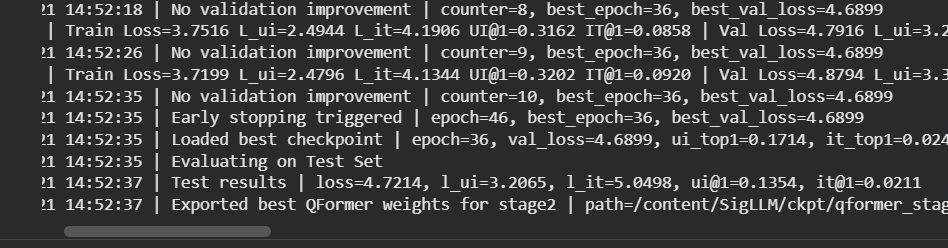 21 14:52:18 | No validation improvement | counter=8, best_epoch=36, best_val_loss=4.6899
| Train Loss=3.7516 L_ui=2.4944 L_it=4.1906 UI@1=0.3162 IT@1=0.0858 | Val Loss=4.7916 L_ui=3.2
21 14:52:26 | No validation improvement | counter=9, best_epoch=36, best_val_loss=4.6899
| Train Loss=3.7199 L_ui=2.4796 L_it=4.1344 UI@1=0.3202 IT@1=0.0920 | Val Loss=4.8794 L_ui=3.3
21 14:52:35 | No validation improvement | counter=10, best_epoch=36, best_val_loss=4.6899
21 14:52:35 | Early stopping triggered | epoch=46, best_epoch=36, best_val_loss=4.6899
21 14:52:35 | Loaded best checkpoint | epoch=36, val_loss=4.6899, ui_top1=0.1714, it_top1=0.024
21 14:52:35 | Evaluating on Test Set
21 14:52:37 | Test results | loss=4.7214, l_ui=3.2065, l_it=5.0498, ui@1=0.1354, it@1=0.0211
21 14:52:37 | Exported best QFormer weights for stage2 | path=/content/SigLLM/ckpt/qformer_stag